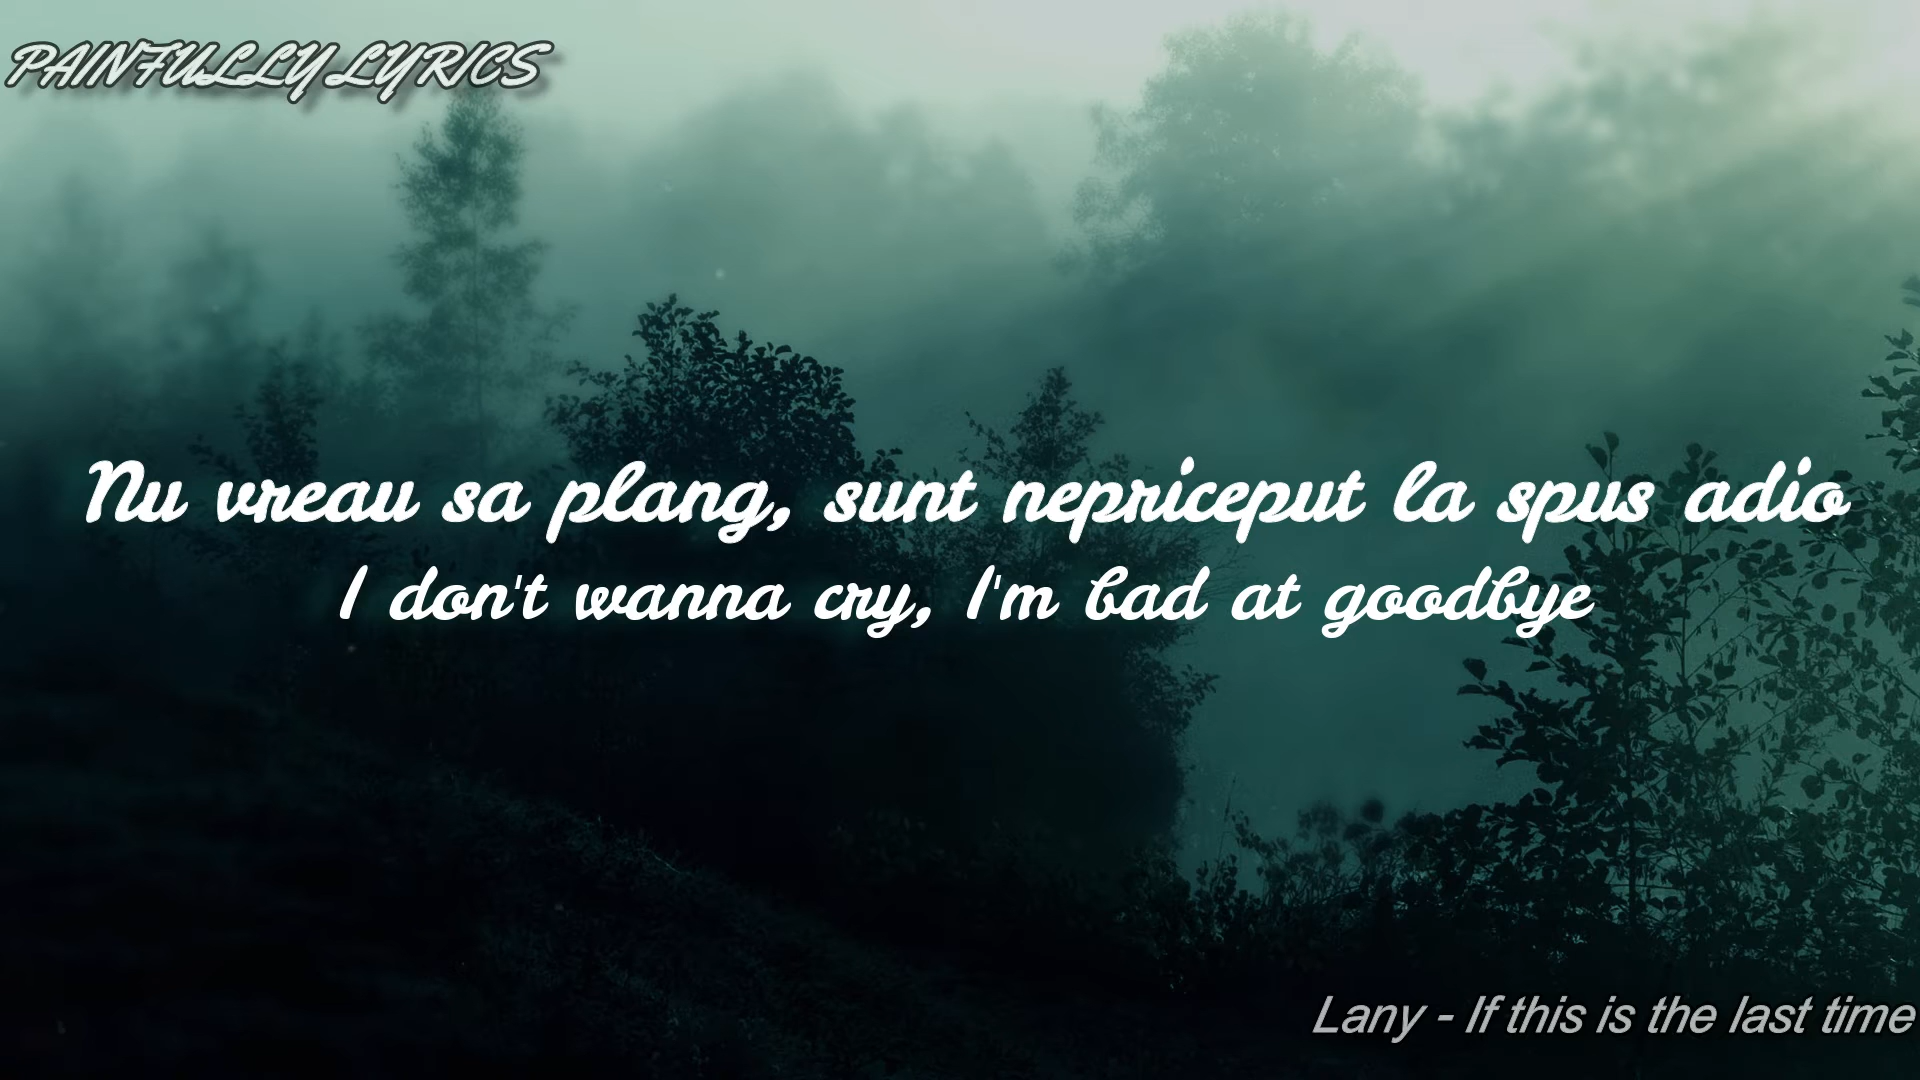 PAINFULLY LYRICS
Nu vreau sa plang, sunt nepriceput la spus adio
I don't wanna cry, I'm bad at goodbye
Lany - If this is the last time